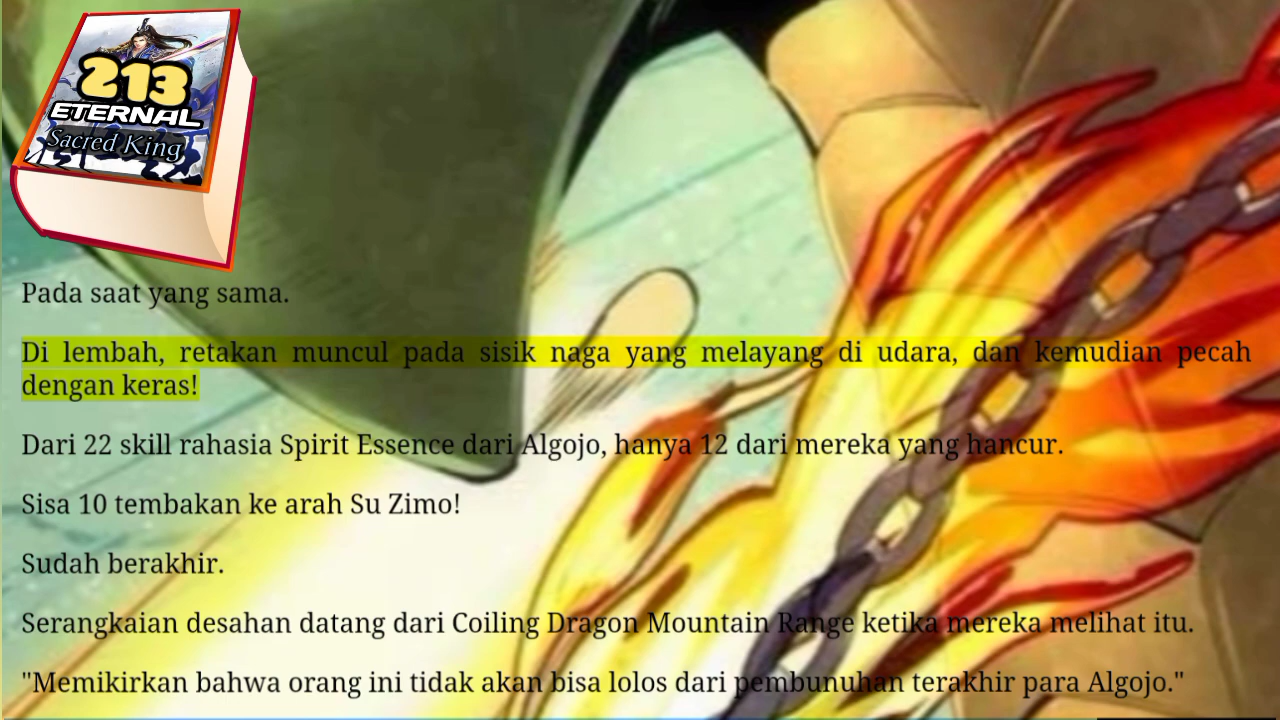 213
ETERNAL
Sacred King
Pada saat yang sama.
Di lembah, retakan muncul pada sisik naga yang melayang di udara, dan kemudian pecah
dengan keras!
Dari 22 skill rahasia Spirit Essence dari Algojo, hanya 12 dari mereka yang hancur.
Sisa 10 tembakan ke arah Su Zimo!
Sudah berakhir.
Serangkaian desahan datang dari Coiling Dragon Mountain Range ketika mereka melihat itu.
"Memikirkan bahwa orang ini tidak akan bisa lolos dari pembunuhan terakhir para Algojo."